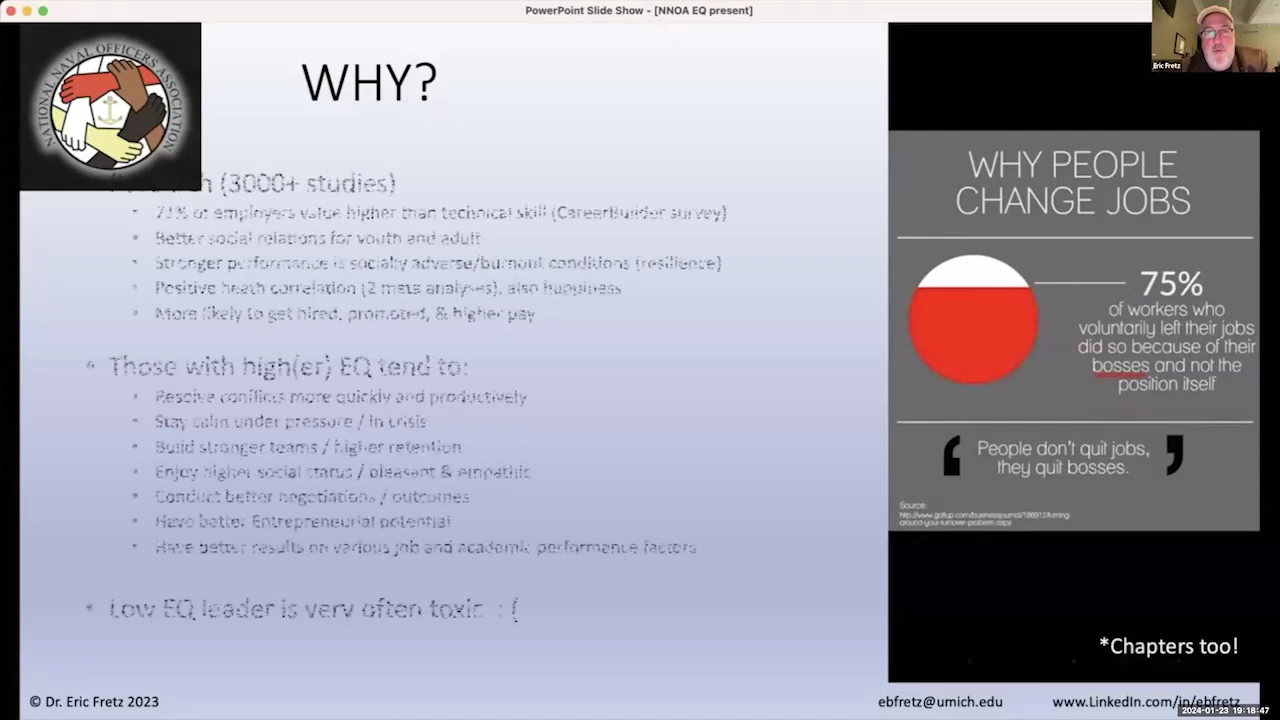 PowerPoint Slide Show - [NNOA EQ present]
NATIONAL NAVAL OFFICERS ASSOCIATION
WHY?
Eric Fretz
(3000+ studies)
71% of employers value higher than technical skill (CareerBuilder survey)
Better social relations for youth and adult
Stronger performance is socially adverse/burnout conditions (resilience)
Positive heath correlation (2 meta analyses), also happiness
More likely to get hired, promoted, & higher pay
Those with high(er) EQ tend to:
Resolve conflicts more quickly and productively
Stay calm under pressure / in crisis
Build stronger teams / higher retention
Enjoy higher social status / pleasant & empathic
Conduct better negotiations / outcomes
Have better Entrepreneurial potential
Have better results on various job and academic performance factors
Low EQ leader is very often toxic : (
WHY PEOPLE
CHANGE JOBS
75%
of workers who
voluntarily left their jobs
did so because of their
bosses and not the
position itself
People don't quit jobs,
they quit bosses.
Source:
*Chapters too!
© Dr. Eric Fretz 2023
ebfretz@umich.edu
www.LinkedIn.com/in/ebfretz
2024-01-23 19:18:47